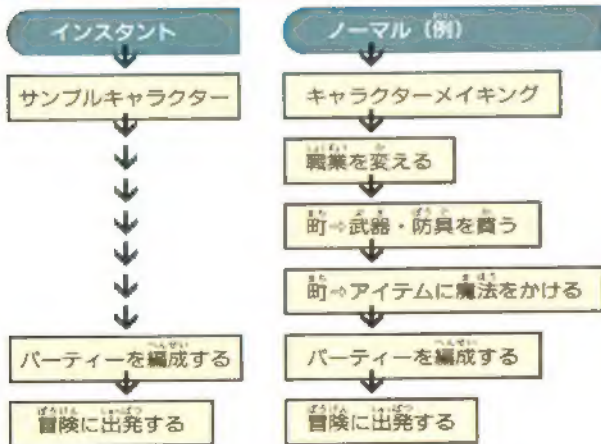 インスタント
サンプルキャラクター
パーティーを編成する
冒険に出発する
ノーマル（例）
キャラクターメイキング
職業を変える
町⇨武器・防具を買う
町⇨アイテムに魔法をかける
パーティーを編成する
冒険に出発する